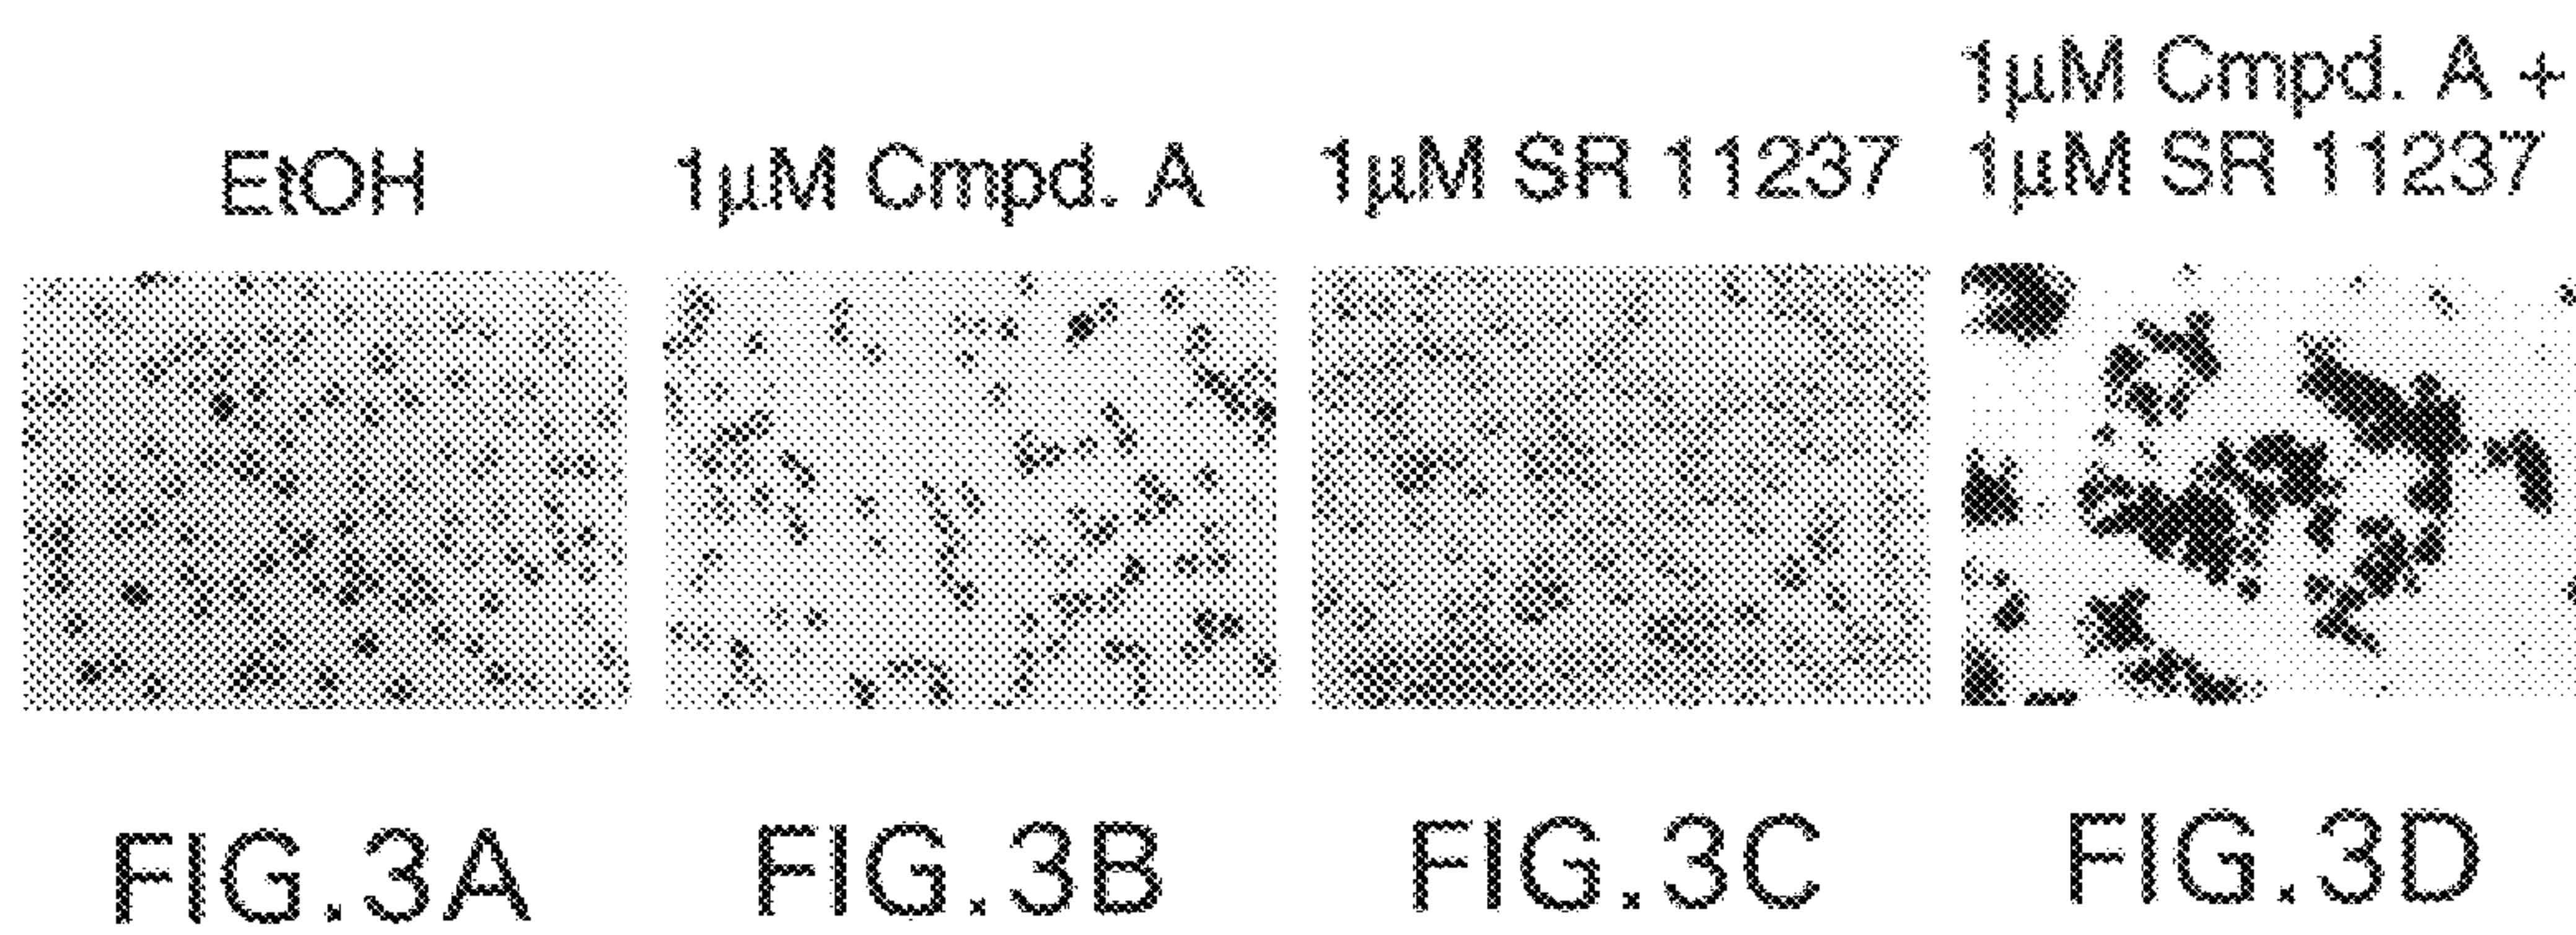 EtOH
1µM Cmpd. A
1µM SR 11237
1µM Cmpd. A +
1µM SR 11237
FIG.3A
FIG.3B
FIG.3C
FIG.3D